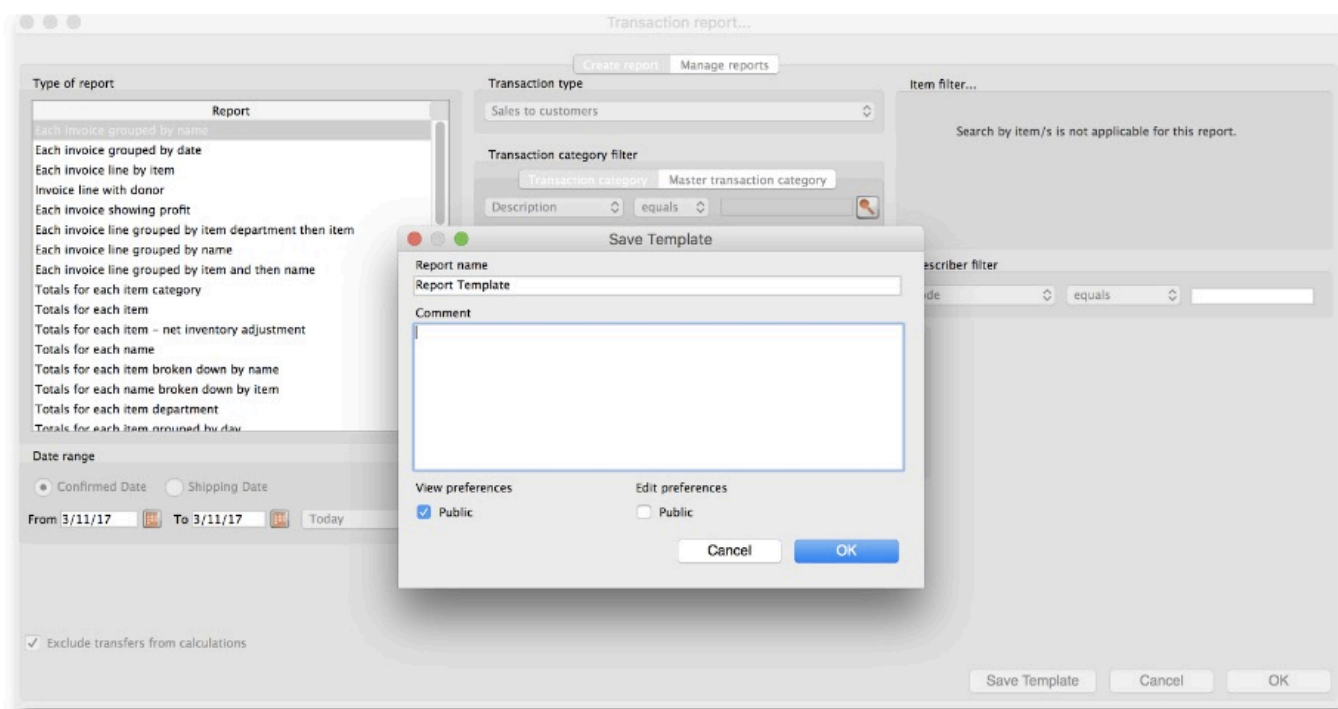 Transaction report...
Create report Manage reports
Type of report
Report
Each invoice grouped by name
Each invoice grouped by date
Each invoice line by item
Invoice line with donor
Each invoice showing profit
Each invoice line grouped by item department then item
Each invoice line grouped by name
Each invoice line grouped by item and then name
Totals for each item category
Totals for each item
Totals for each item - net inventory adjustment
Totals for each name
Totals for each item broken down by name
Totals for each name broken down by item
Totals for each item department
Totals for each item grouped by day
Date range
Confirmed Date Shipping Date
From 3/11/17 To 3/11/17 Today
Exclude transfers from calculations
Transaction type
Sales to customers
Transaction category filter
Transaction category Master transaction category
Description equals
Item filter...
Search by item/s is not applicable for this report.
escriber filter
ode equals
Save Template
Report name
Report Template
Comment
View preferences Edit preferences
Public Public
Cancel OK
Save Template Cancel OK